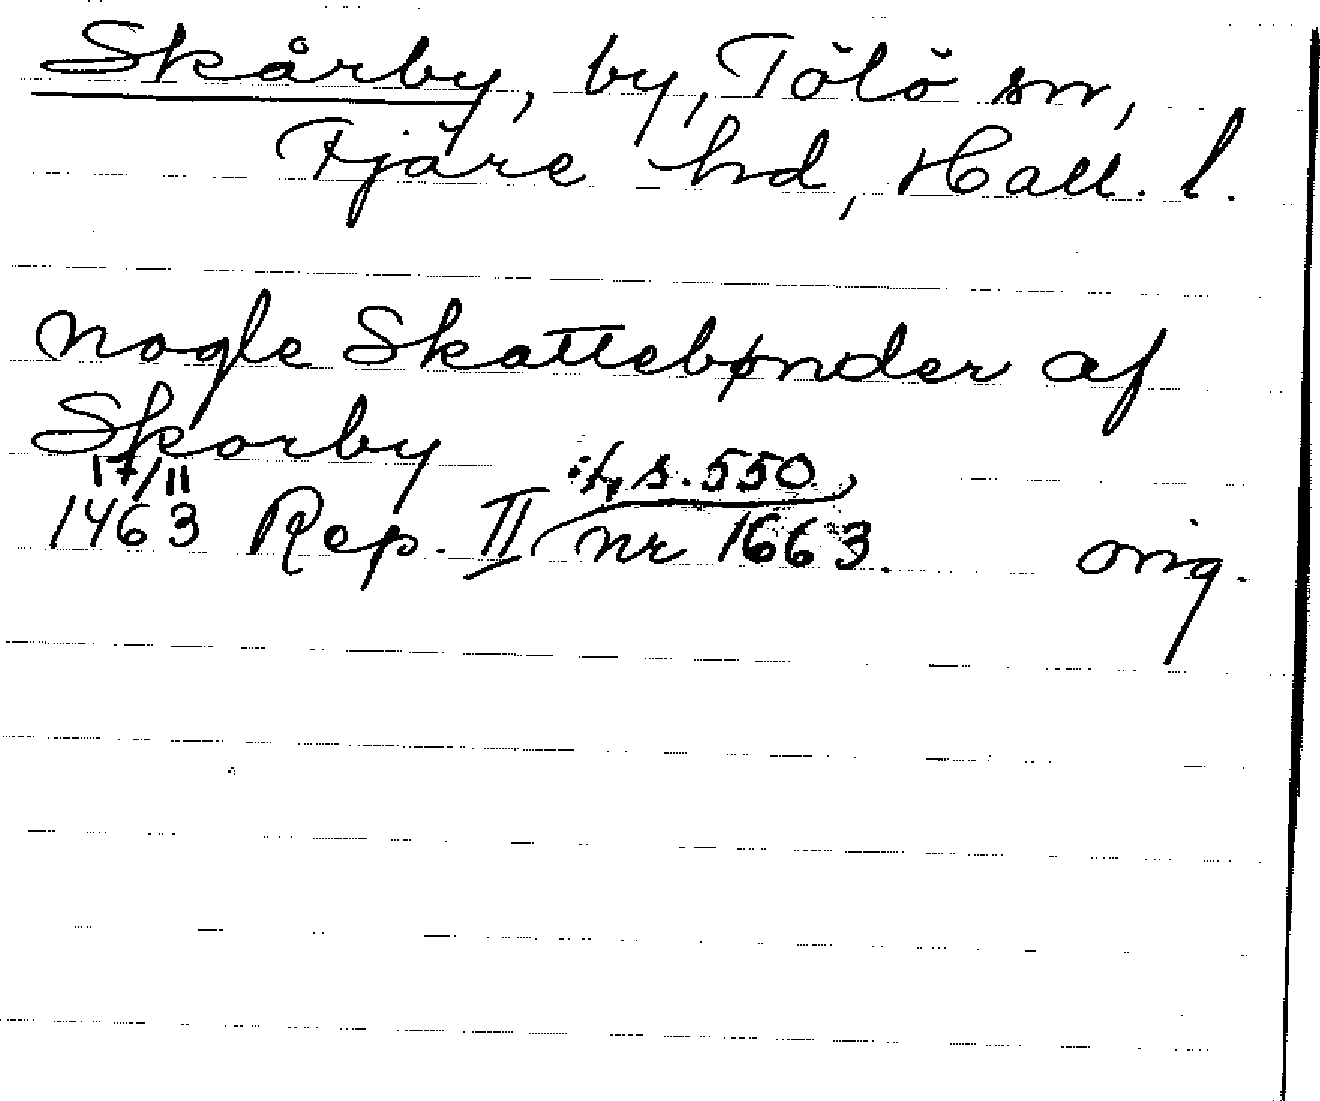 Skårby, by, Tölö sn,
Fjäre hd, Hall. l.
nogle Skattebønder af
Skorby
17/11 :1, s. 550,
1463 Rep. II nr 1663. orig.